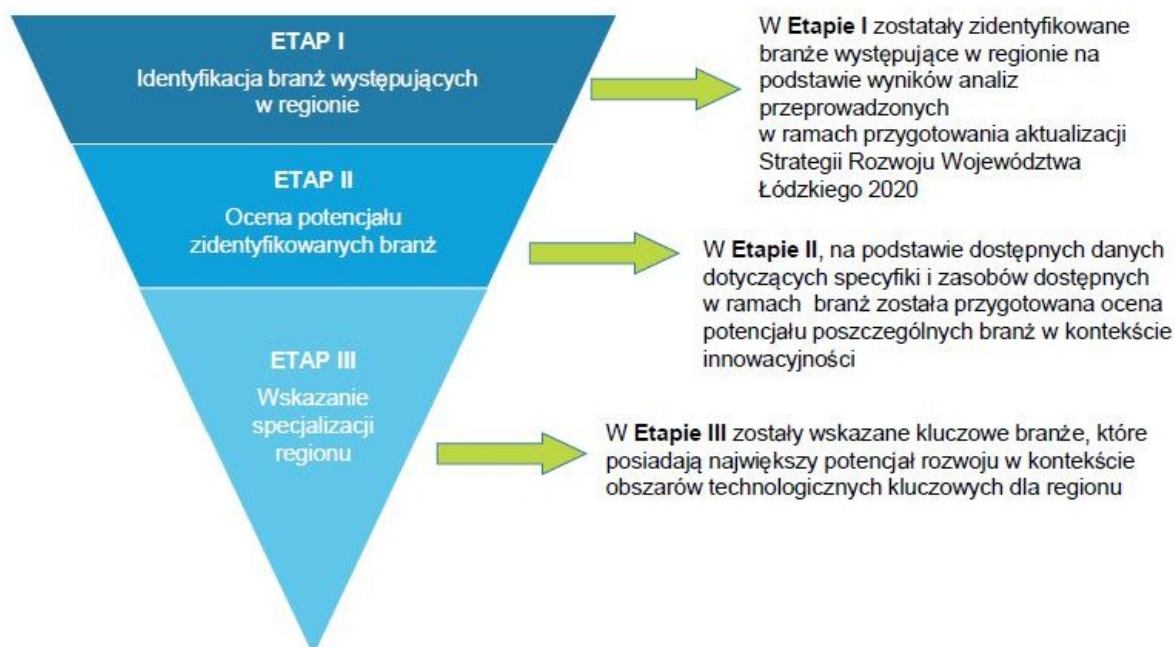 ETAP I
Identyfikacja branż występujących
w regionie
W Etapie I zostatały zidentyfikowane
branże występujące w regionie na
podstawie wyników analiz
przeprowadzonych
w ramach przygotowania aktualizacji
Strategii Rozwoju Województwa
Łódzkiego 2020
ETAP II
Ocena potencjału
zidentyfikowanych branż
W Etapie II, na podstawie dostępnych danych
dotyczących specyfiki i zasobów dostępnych
w ramach branż została przygotowana ocena
potencjału poszczególnych branż w kontekście
innowacyjności
ETAP III
Wskazanie
specjalizacji
regionu
W Etapie III zostały wskazane kluczowe branże, które
posiadają największy potencjał rozwoju w kontekście
obszarów technologicznych kluczowych dla regionu